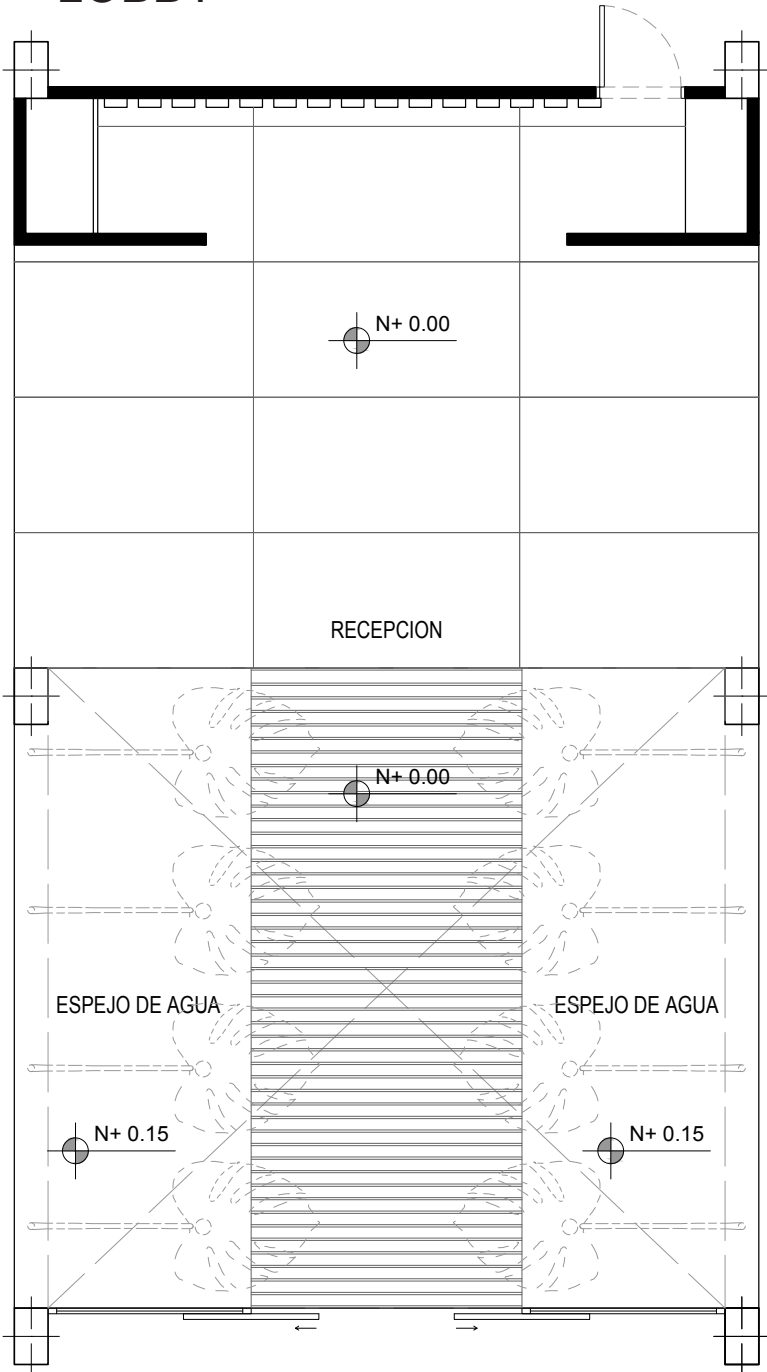 LOBBY
N+ 0.00
RECEPCION
N+ 0.00
ESPEJO DE AGUA
ESPEJO DE AGUA
N+ 0.15
N+ 0.15